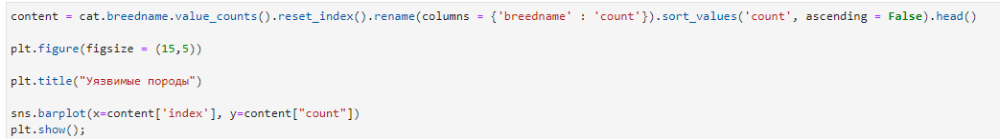 content = cat.breedname.value_counts().reset_index().rename(columns = {'breedname' : 'count'}).sort_values('count', ascending = False).head()
plt.figure(figsize = (15,5))
plt.title("Уязвимые породы")
sns.barplot(x=content['index'], y=content["count"])
plt.show();